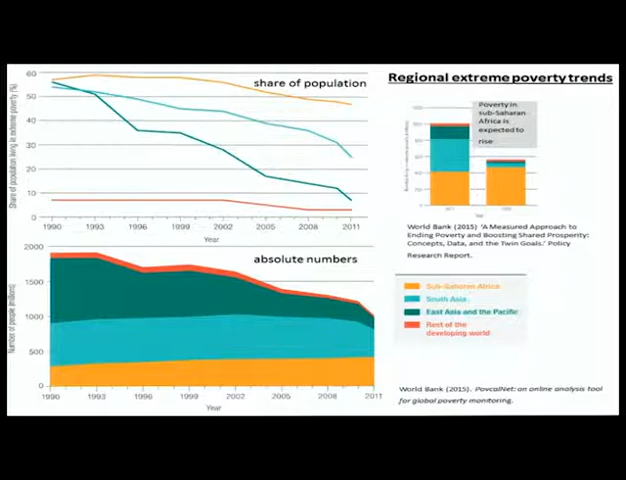 Regional extreme poverty trends
share of population
Share of population living in extreme poverty (%)
60
50
40
30
20
10
0
1990 1993 1996 1999 2002 2005 2008 2011
Year
absolute numbers
Number of people (millions)
2000
1500
1000
500
0
1990 1993 1996 1999 2002 2005 2008 2011
Year
Poverty in
sub-Saharan
Africa is
expected to
rise
World Bank (2015) 'A Measured Approach to
Ending Poverty and Boosting Shared Prosperity:
Concepts, Data, and the Twin Goals.' Policy
Research Report.
Sub-Saharan Africa
South Asia
East Asia and the Pacific
Rest of the
developing world
World Bank (2015). PovcalNet: an online analysis tool
for global poverty monitoring.